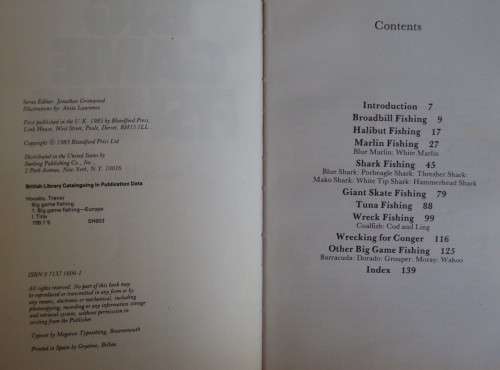 Series Editor: Jonathan Grimwood
Illustrations by: Anita Lawrence
First published in the U.K. 1985 by Blandford Press,
Link House, West Street, Poole, Dorset, BH15 1LL
Copyright © 1985 Blandford Press Ltd
Distributed in the United States by
Sterling Publishing Co., Inc.,
2 Park Avenue, New York, N.Y. 10016
British Library Cataloguing in Publication Data
Trevor
Big game fishing.
1. Big game fishing—Europe
I. Title
799.1'6 SH603
ISBN 0 7137
All rights reserved. No part of this book may
be reproduced or transmitted in any form or by
any means, electronic or mechanical, including
photocopying, recording or any information storage
and retrieval system, without permission in
writing from the Publisher
Typeset by Megaron Typesetting, Bournemouth
Printed in Spain by Grijelmo, Bilbao
Contents
Introduction 7
Broadbill Fishing 9
Halibut Fishing 17
Marlin Fishing 27
Blue Marlin: White Marlin
Shark Fishing 45
Blue Shark: Porbeagle Shark: Thresher Shark
Mako Shark: White Tip Shark: Hammerhead Shark
Giant Skate Fishing 79
Tuna Fishing 88
Wreck Fishing 99
Coalfish: Cod and Ling
Wrecking for Conger 116
Other Big Game Fishing 125
Barracuda: Dorado: Grouper: Moray: Wahoo
Index 139